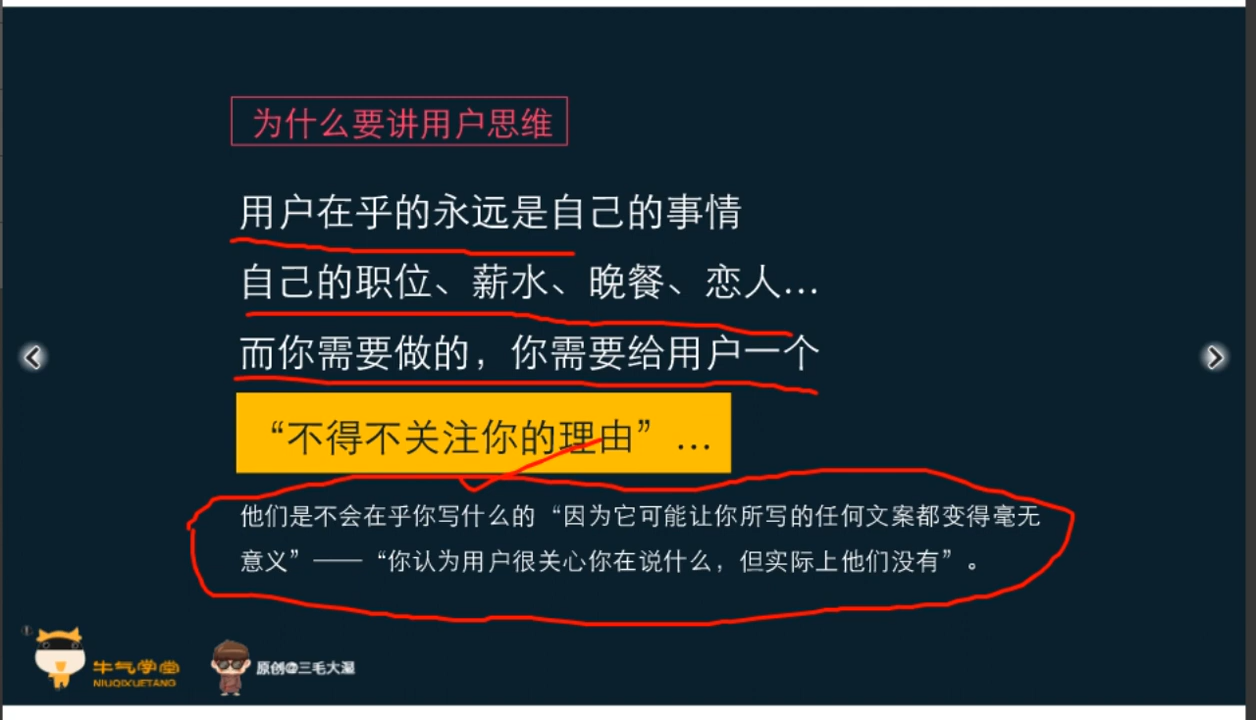 为什么要讲用户思维
用户在乎的永远是自己的事情
自己的职位、薪水、晚餐、恋人...
而你需要做的，你需要给用户一个
“不得不关注你的理由”...
他们是不会在乎你写什么的“因为它可能让你所写的任何文案都变得毫无
意义”——“你认为用户很关心你在说什么，但实际上他们没有”。
牛气学堂
NIUQIXUETANG
原创@三毛大湿